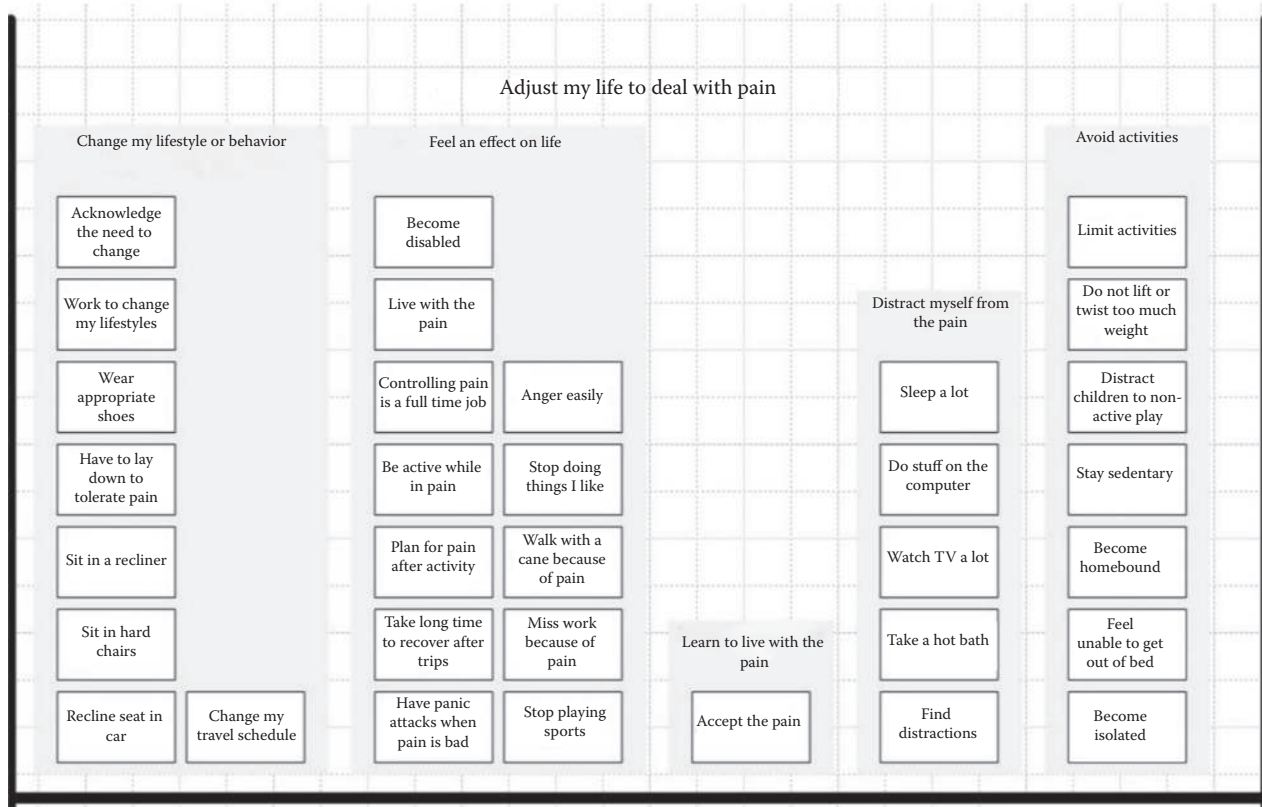 Adjust my life to deal with pain
Change my lifestyle or behavior
Acknowledge
the need to
change
Work to change
my lifestyles
Wear
appropriate
shoes
Have to lay
down to
tolerate pain
Sit in a recliner
Sit in hard
chairs
Recline seat in
car
Change my
travel schedule
Feel an effect on life
Become
disabled
Live with the
pain
Controlling pain
is a full time job
Be active while
in pain
Plan for pain
after activity
Take long time
to recover after
trips
Have panic
attacks when
pain is bad
Anger easily
Stop doing
things I like
Walk with a
cane because
of pain
Miss work
because of
pain
Stop playing
sports
Learn to live with the
pain
Accept the pain
Distract myself from
the pain
Sleep a lot
Do stuff on the
computer
Watch TV a lot
Take a hot bath
Find
distractions
Avoid activities
Limit activities
Do not lift or
twist too much
weight
Distract
children to non-
active play
Stay sedentary
Become
homebound
Feel
unable to get
out of bed
Become
isolated